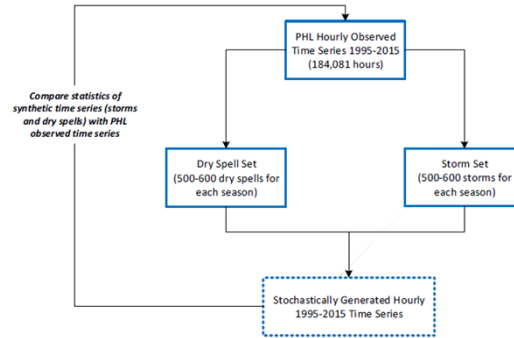 PHL Hourly Observed
Time Series 1995-2015
(184,081 hours)
Compare statistics of
synthetic time series (storms
and dry spells) with PHL
observed time series
Dry Spell Set
(500-600 dry spells for
each season)
Storm Set
(500-600 storms for
each season)
Stochastically Generated Hourly
1995-2015 Time Series